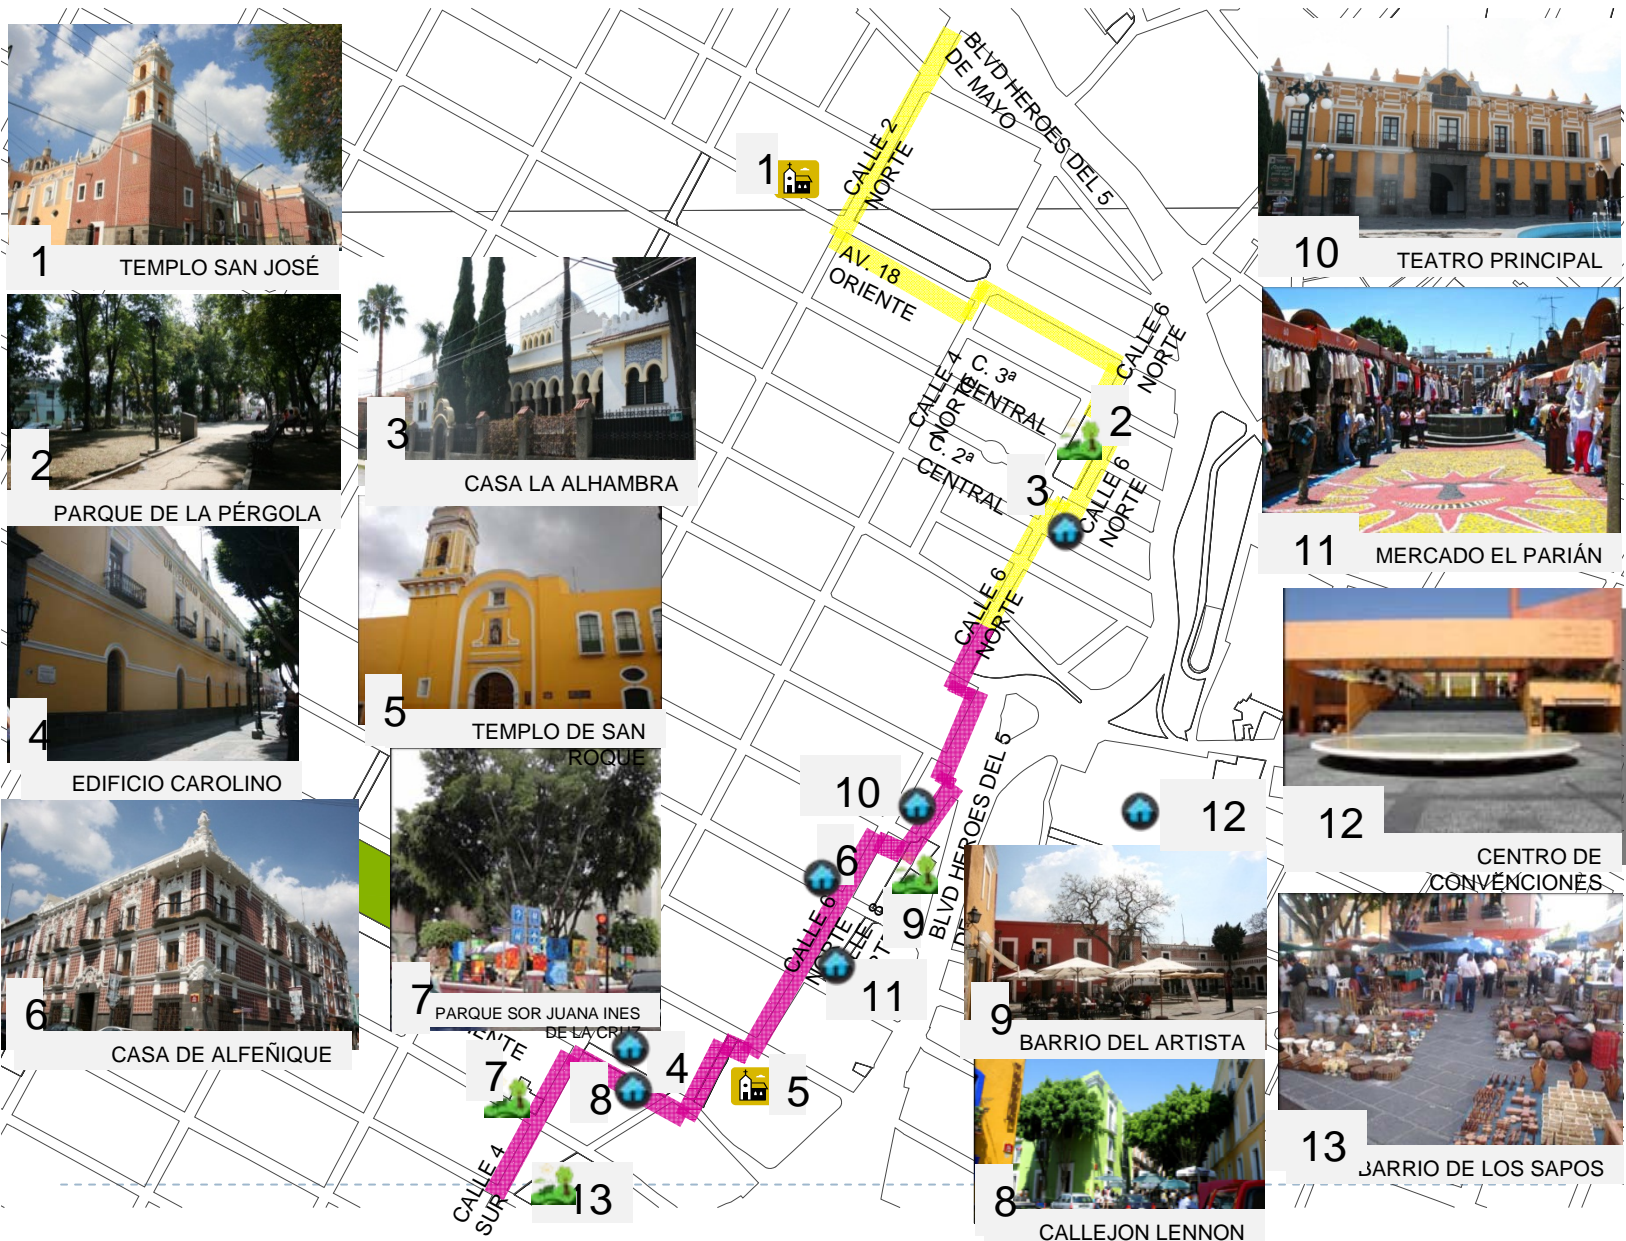 1
TEMPLO SAN JOSÉ
2
PARQUE DE LA PÉRGOLA
3
CASA LA ALHAMBRA
4
EDIFICIO CAROLINO
5
TEMPLO DE SAN
ROQUE
6
CASA DE ALFEÑIQUE
7
PARQUE SOR JUANA INES
DE LA CRUZ
BLVD HEROES DEL 5
DE MAYO
CALLE 2
NORTE
1
AV. 18
ORIENTE
CALLE 6
NORTE
CALLE 4
NORTE
C. 3ª
CENTRAL
2
C. 2ª
CENTRAL
3
CALLE 6
NORTE
CALLE 6
NORTE
10
12
6
BLVD HEROES DEL 5
DE
9
CALLE 6
NORTE
11
ENTE
7
4
8
5
CALLE 4
SUR
13
10
TEATRO PRINCIPAL
11
MERCADO EL PARIÁN
12
CENTRO DE
CONVENCIONES
9
BARRIO DEL ARTISTA
8
CALLEJON LENNON
13
BARRIO DE LOS SAPOS